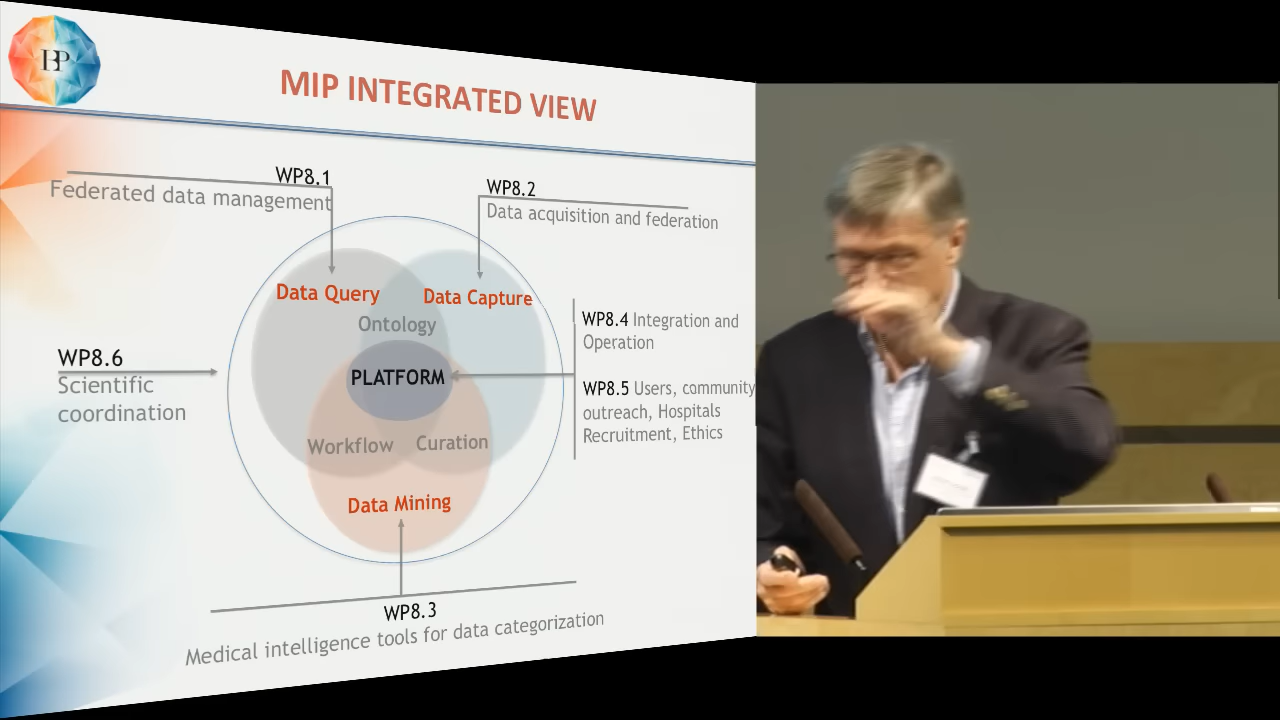 HBP
MIP INTEGRATED VIEW
WP8.1
Federated data management
WP8.2
Data acquisition and federation
Data Query
Data Capture
Ontology
WP8.4 Integration and
Operation
WP8.6
Scientific
coordination
PLATFORM
WP8.5 Users, community
outreach, Hospitals
Recruitment, Ethics
Workflow
Curation
Data Mining
WP8.3
Medical intelligence tools for data categorization